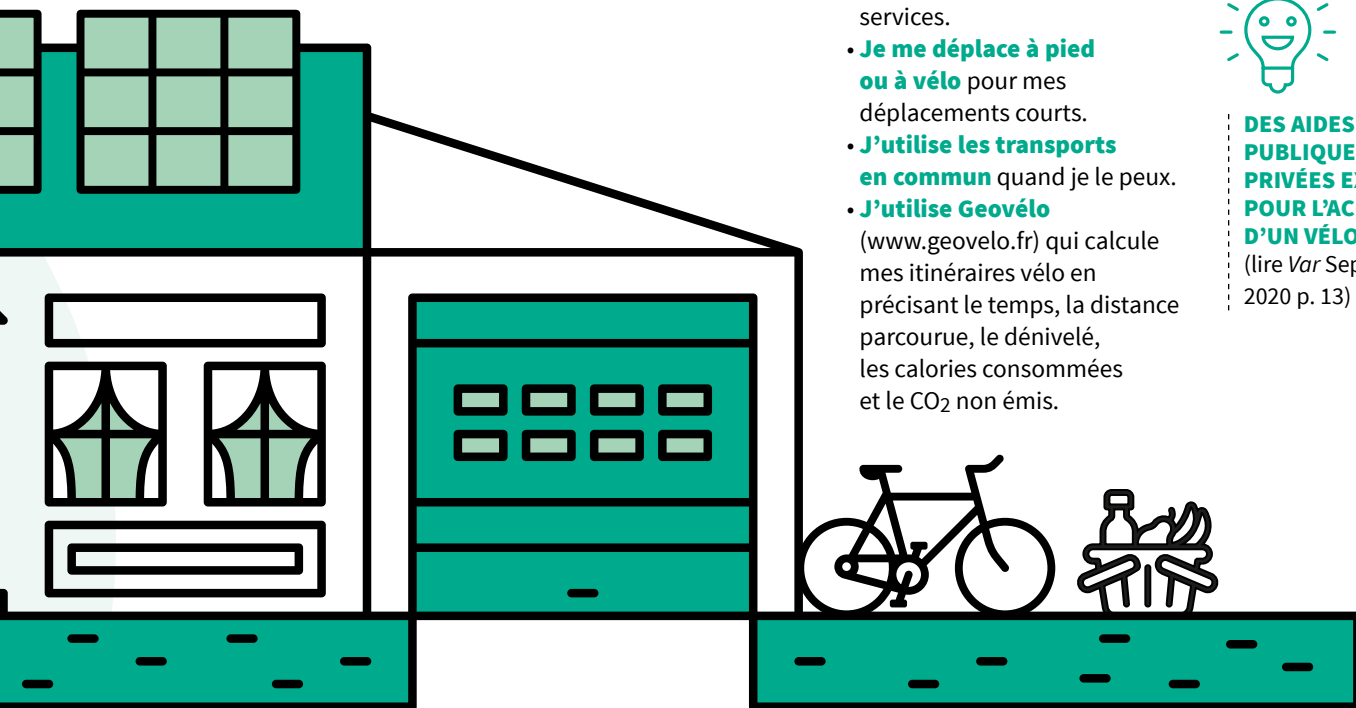 services.
• Je me déplace à pied
ou à vélo pour mes
déplacements courts.
• J’utilise les transports
en commun quand je le peux.
• J’utilise Geovélo
(www.geovelo.fr) qui calcule
mes itinéraires vélo en
précisant le temps, la distance
parcourue, le dénivelé,
les calories consommées
et le CO2 non émis.
DES AIDES
PUBLIQUE
PRIVÉES
POUR L’AC
D’UN VÉLO
(lire Var Sep
2020 p. 13)